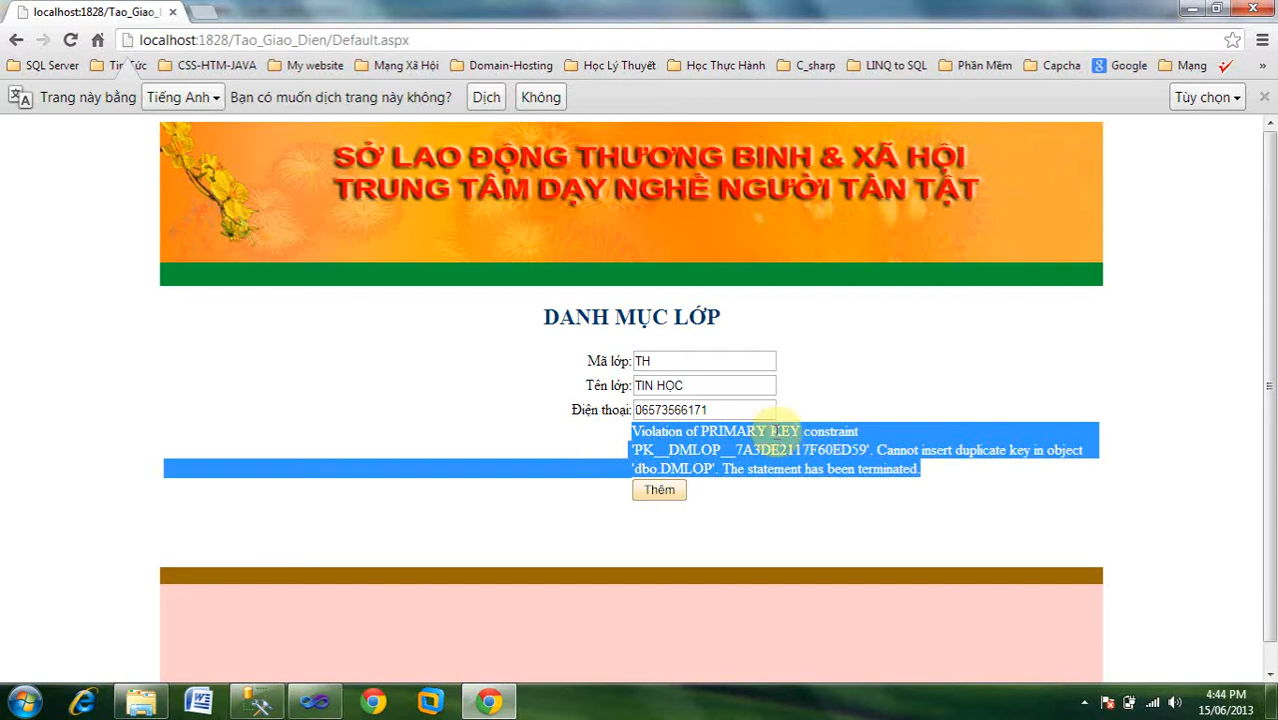 localhost:1828/Tao_Giao_
localhost:1828/Tao_Giao_Dien/Default.aspx
SQL Server Tin Tức CSS-HTM-JAVA My website Mạng Xã Hội Domain-Hosting Học Lý Thuyết Học Thực Hành C_sharp LINQ to SQL Phần Mềm Capcha Google Mạng »
Trang này bằng Tiếng Anh Bạn có muốn dịch trang này không? Dịch Không Tùy chọn
SỞ LAO ĐỘNG THƯƠNG BINH & XÃ HỘI
TRUNG TÂM DẠY NGHỀ NGƯỜI TÀN TẬT
DANH MỤC LỚP
Mã lớp: TH
Tên lớp: TIN HỌC
Điện thoại: 06573566171
Violation of PRIMARY KEY constraint
'PK__DMLOP__7A3DE2117F60ED59'. Cannot insert duplicate key in object
'dbo.DMLOP'. The statement has been terminated.
Thêm
4:44 PM
15/06/2013